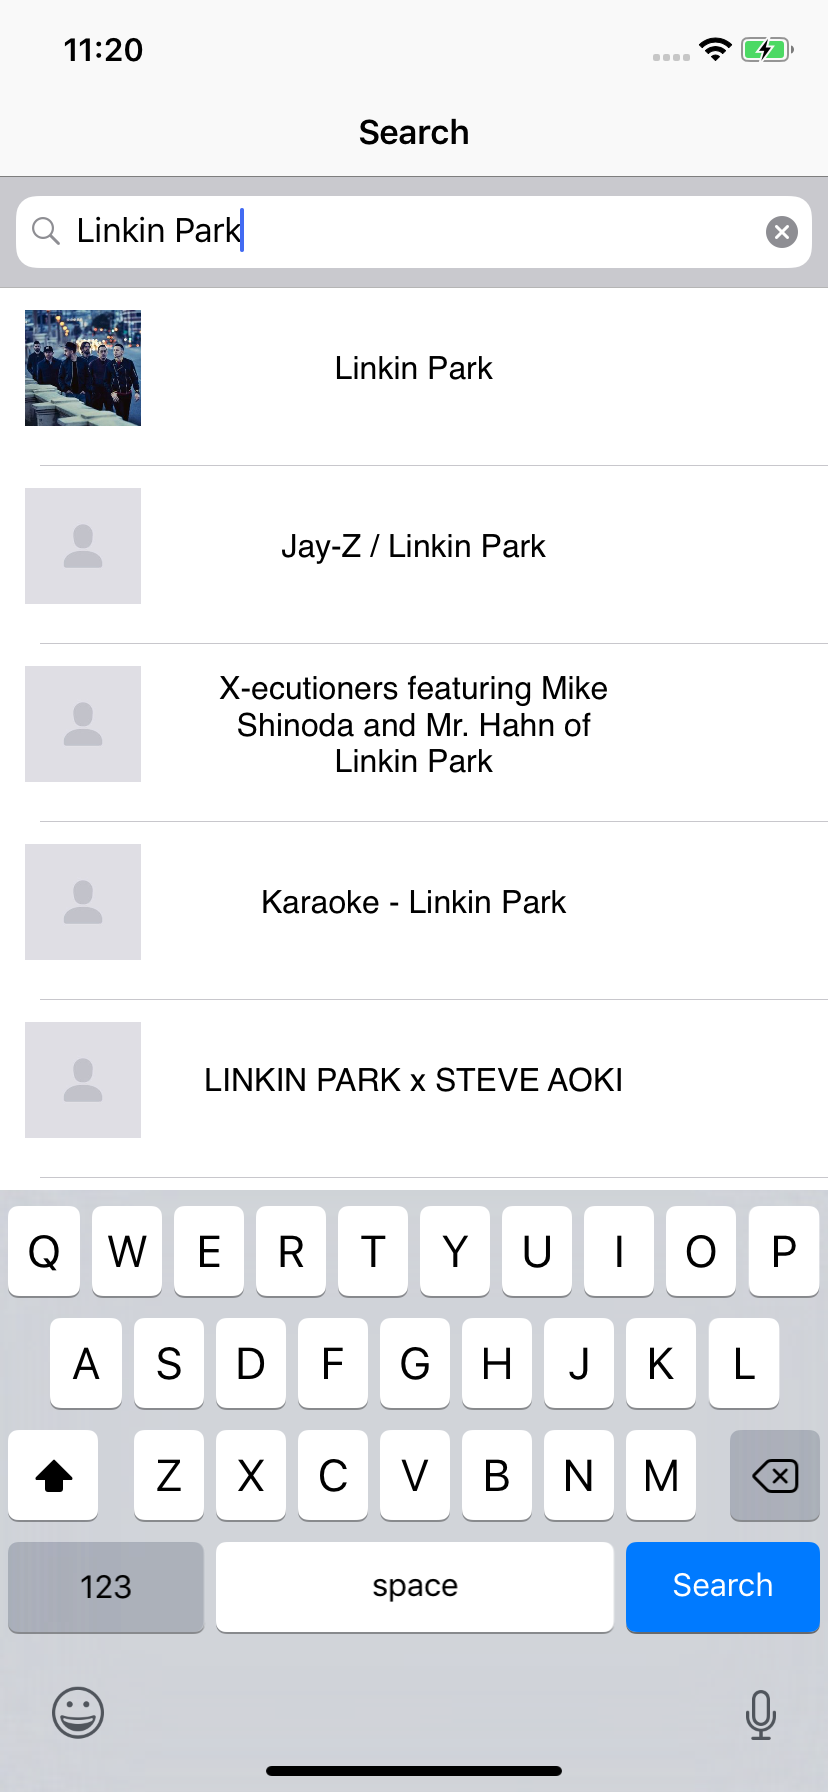 11:20
Search
Linkin Park
Linkin Park
Jay-Z / Linkin Park
X-ecutioners featuring Mike
Shinoda and Mr. Hahn of
Linkin Park
Karaoke - Linkin Park
LINKIN PARK x STEVE AOKI
Q W E R T Y U I O P
A S D F G H J K L
Z X C V B N M
123 space Search